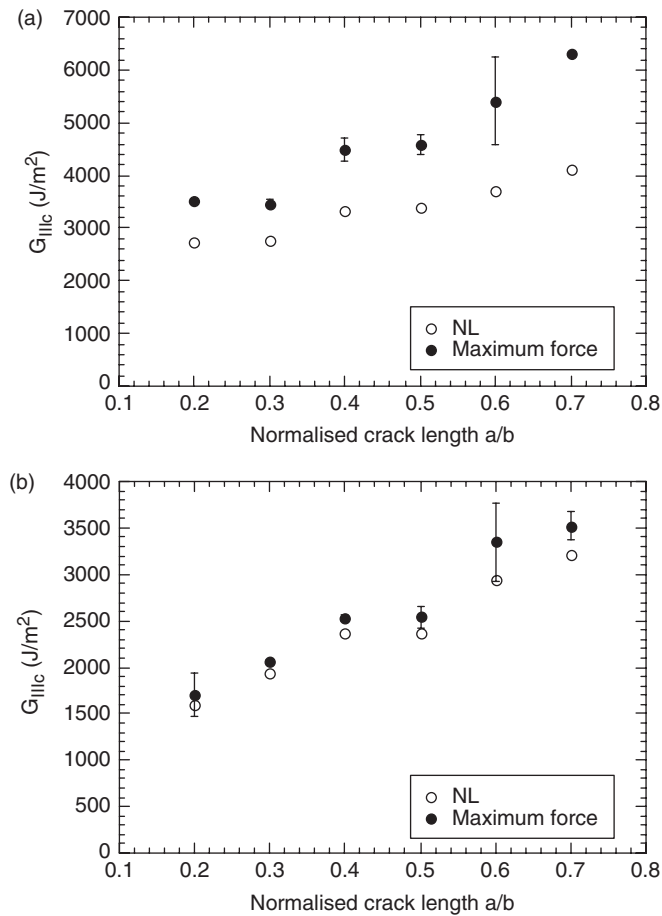 (a)
7000
6000
5000
4000
3000
2000
1000
0
G_IIIc (J/m²)
0.1 0.2 0.3 0.4 0.5 0.6 0.7 0.8
Normalised crack length a/b
NL
Maximum force
(b)
4000
3500
3000
2500
2000
1500
1000
500
0
G_IIIc (J/m²)
0.1 0.2 0.3 0.4 0.5 0.6 0.7 0.8
Normalised crack length a/b
NL
Maximum force